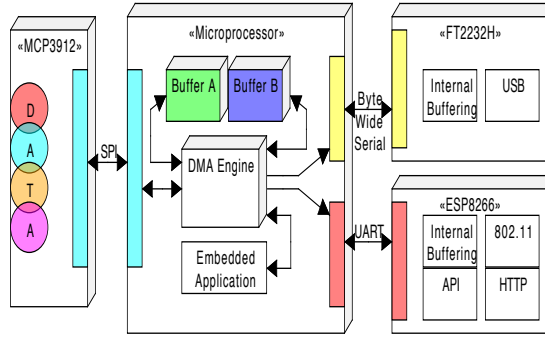 «MCP3912»
D
A
T
A
SPI
«Microprocessor»
Buffer A
Buffer B
DMA Engine
Embedded
Application
Byte
Wide
Serial
UART
«FT2232H»
Internal
Buffering
USB
«ESP8266»
Internal
Buffering
802.11
API
HTTP